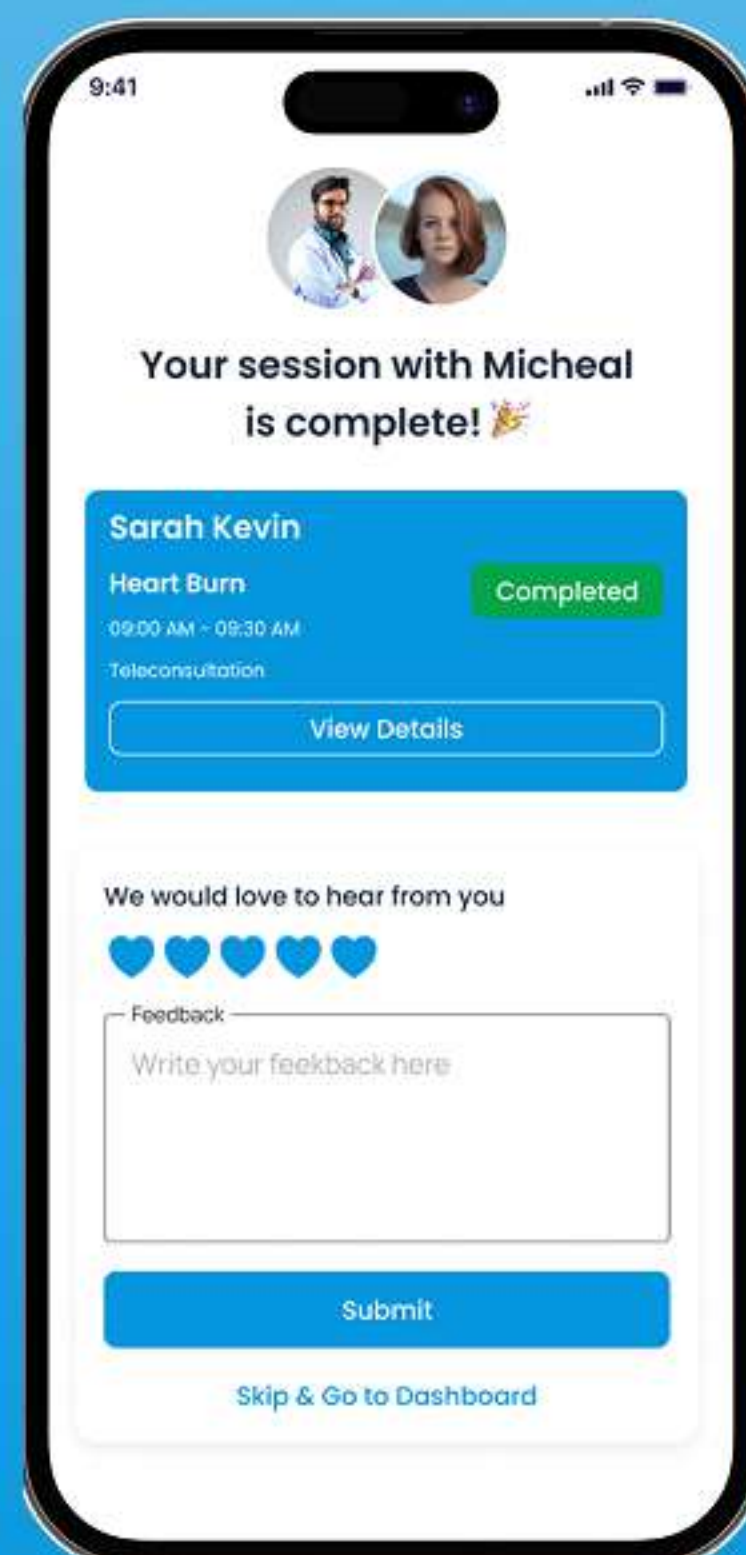 9:41
Your session with Micheal
is complete! 🎉
Sarah Kevin
Heart Burn
Completed
09:00 AM - 09:30 AM
Teleconsultation
View Details
We would love to hear from you
Feedback
Write your feekback here
Submit
Skip & Go to Dashboard